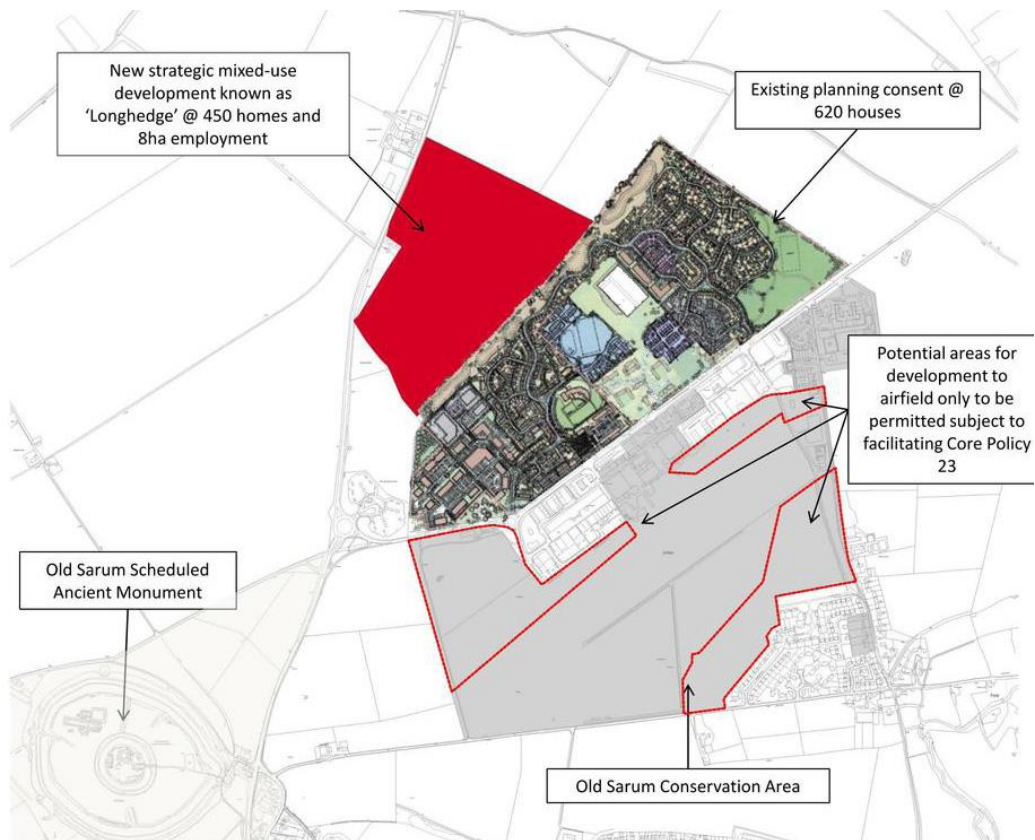 New strategic mixed-use
development known as
‘Longhedge’ @ 450 homes and
8ha employment
Existing planning consent @
620 houses
Potential areas for
development to
airfield only to be
permitted subject to
facilitating Core Policy
23
Old Sarum Scheduled
Ancient Monument
Old Sarum Conservation Area